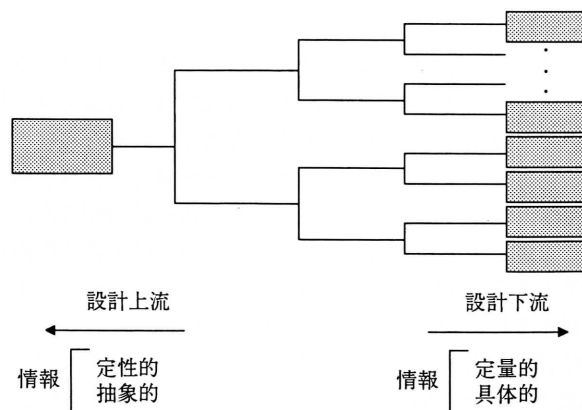 設計上流
設計下流
情報
定性的
抽象的
情報
定量的
具体的